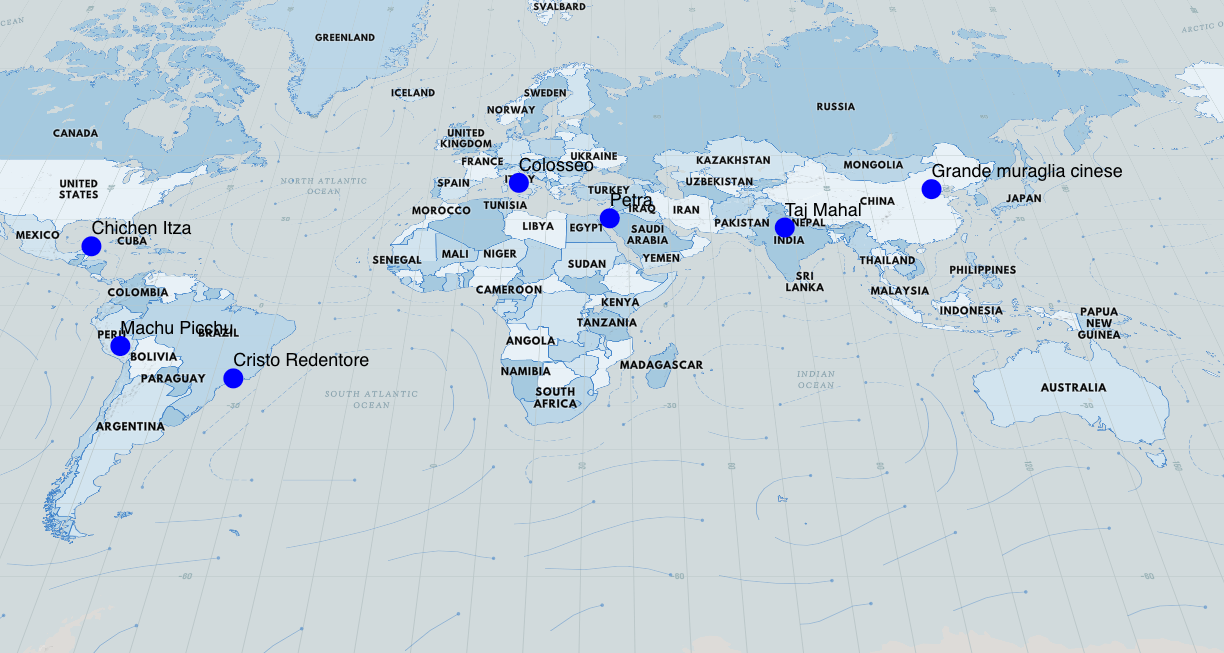 SVALBARD
GREENLAND
ICELAND
SWEDEN
NORWAY
RUSSIA
CANADA
UNITED
KINGDOM
FRANCE
UKRAINE
KAZAKHSTAN
MONGOLIA
Colosseo
Grande muraglia cinese
NORTH ATLANTIC
OCEAN
UNITED
STATES
SPAIN
TURKEY
UZBEKISTAN
CHINA
JAPAN
MOROCCO
TUNISIA
Petra
IRAQ
IRAN
Taj Mahal
PAKISTAN
NEPAL
INDIA
Chichen Itza
MEXICO
CUBA
LIBYA
EGYPT
SAUDI
ARABIA
SENEGAL
MALI
NIGER
SUDAN
YEMEN
THAILAND
PHILIPPINES
SRI
LANKA
COLOMBIA
CAMEROON
KENYA
MALAYSIA
INDONESIA
PAPUA
NEW
GUINEA
Machu Picchu
PERU
BRAZIL
ANGOLA
TANZANIA
BOLIVIA
Cristo Redentore
PARAGUAY
NAMIBIA
MADAGASCAR
INDIAN
OCEAN
AUSTRALIA
SOUTH ATLANTIC
OCEAN
SOUTH
AFRICA
ARGENTINA
-30
-30
-30
-60
-60
-60